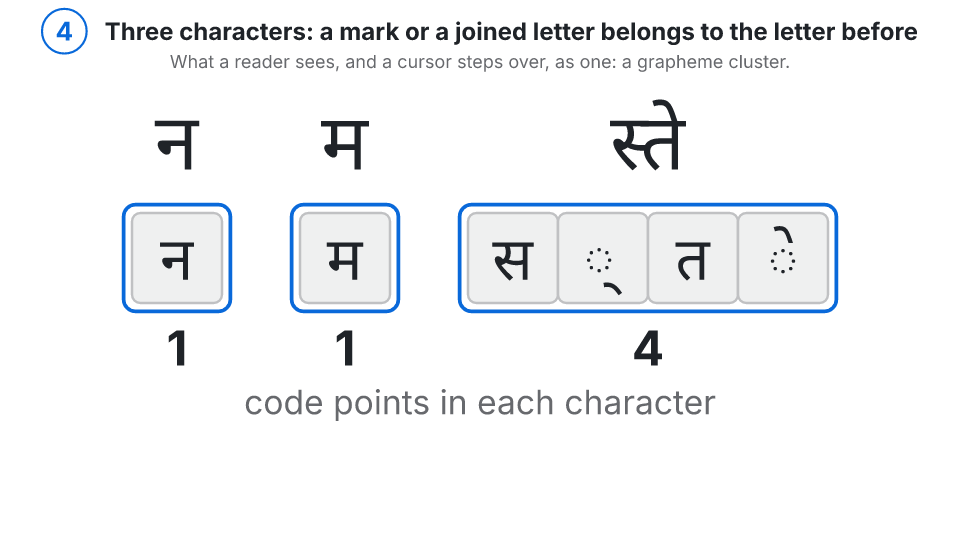 4 Three characters: a mark or a joined letter belongs to the letter before
What a reader sees, and a cursor steps over, as one: a grapheme cluster.
न म स्ते
न म स ् त े
1 1 4
code points in each character